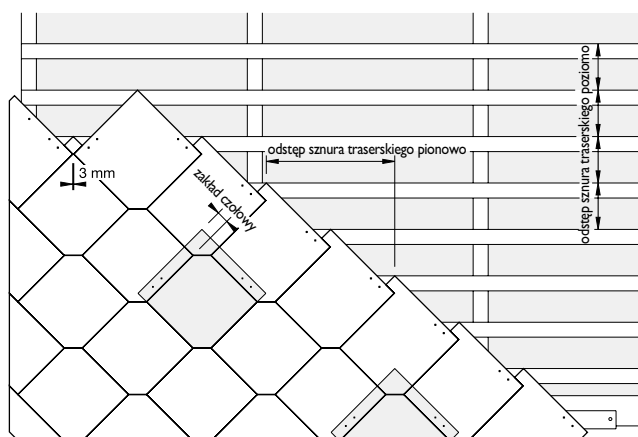 odstęp sznura traserskiego poziomo
odstęp sznura traserskiego pionowo
3 mm
zakład czołowy